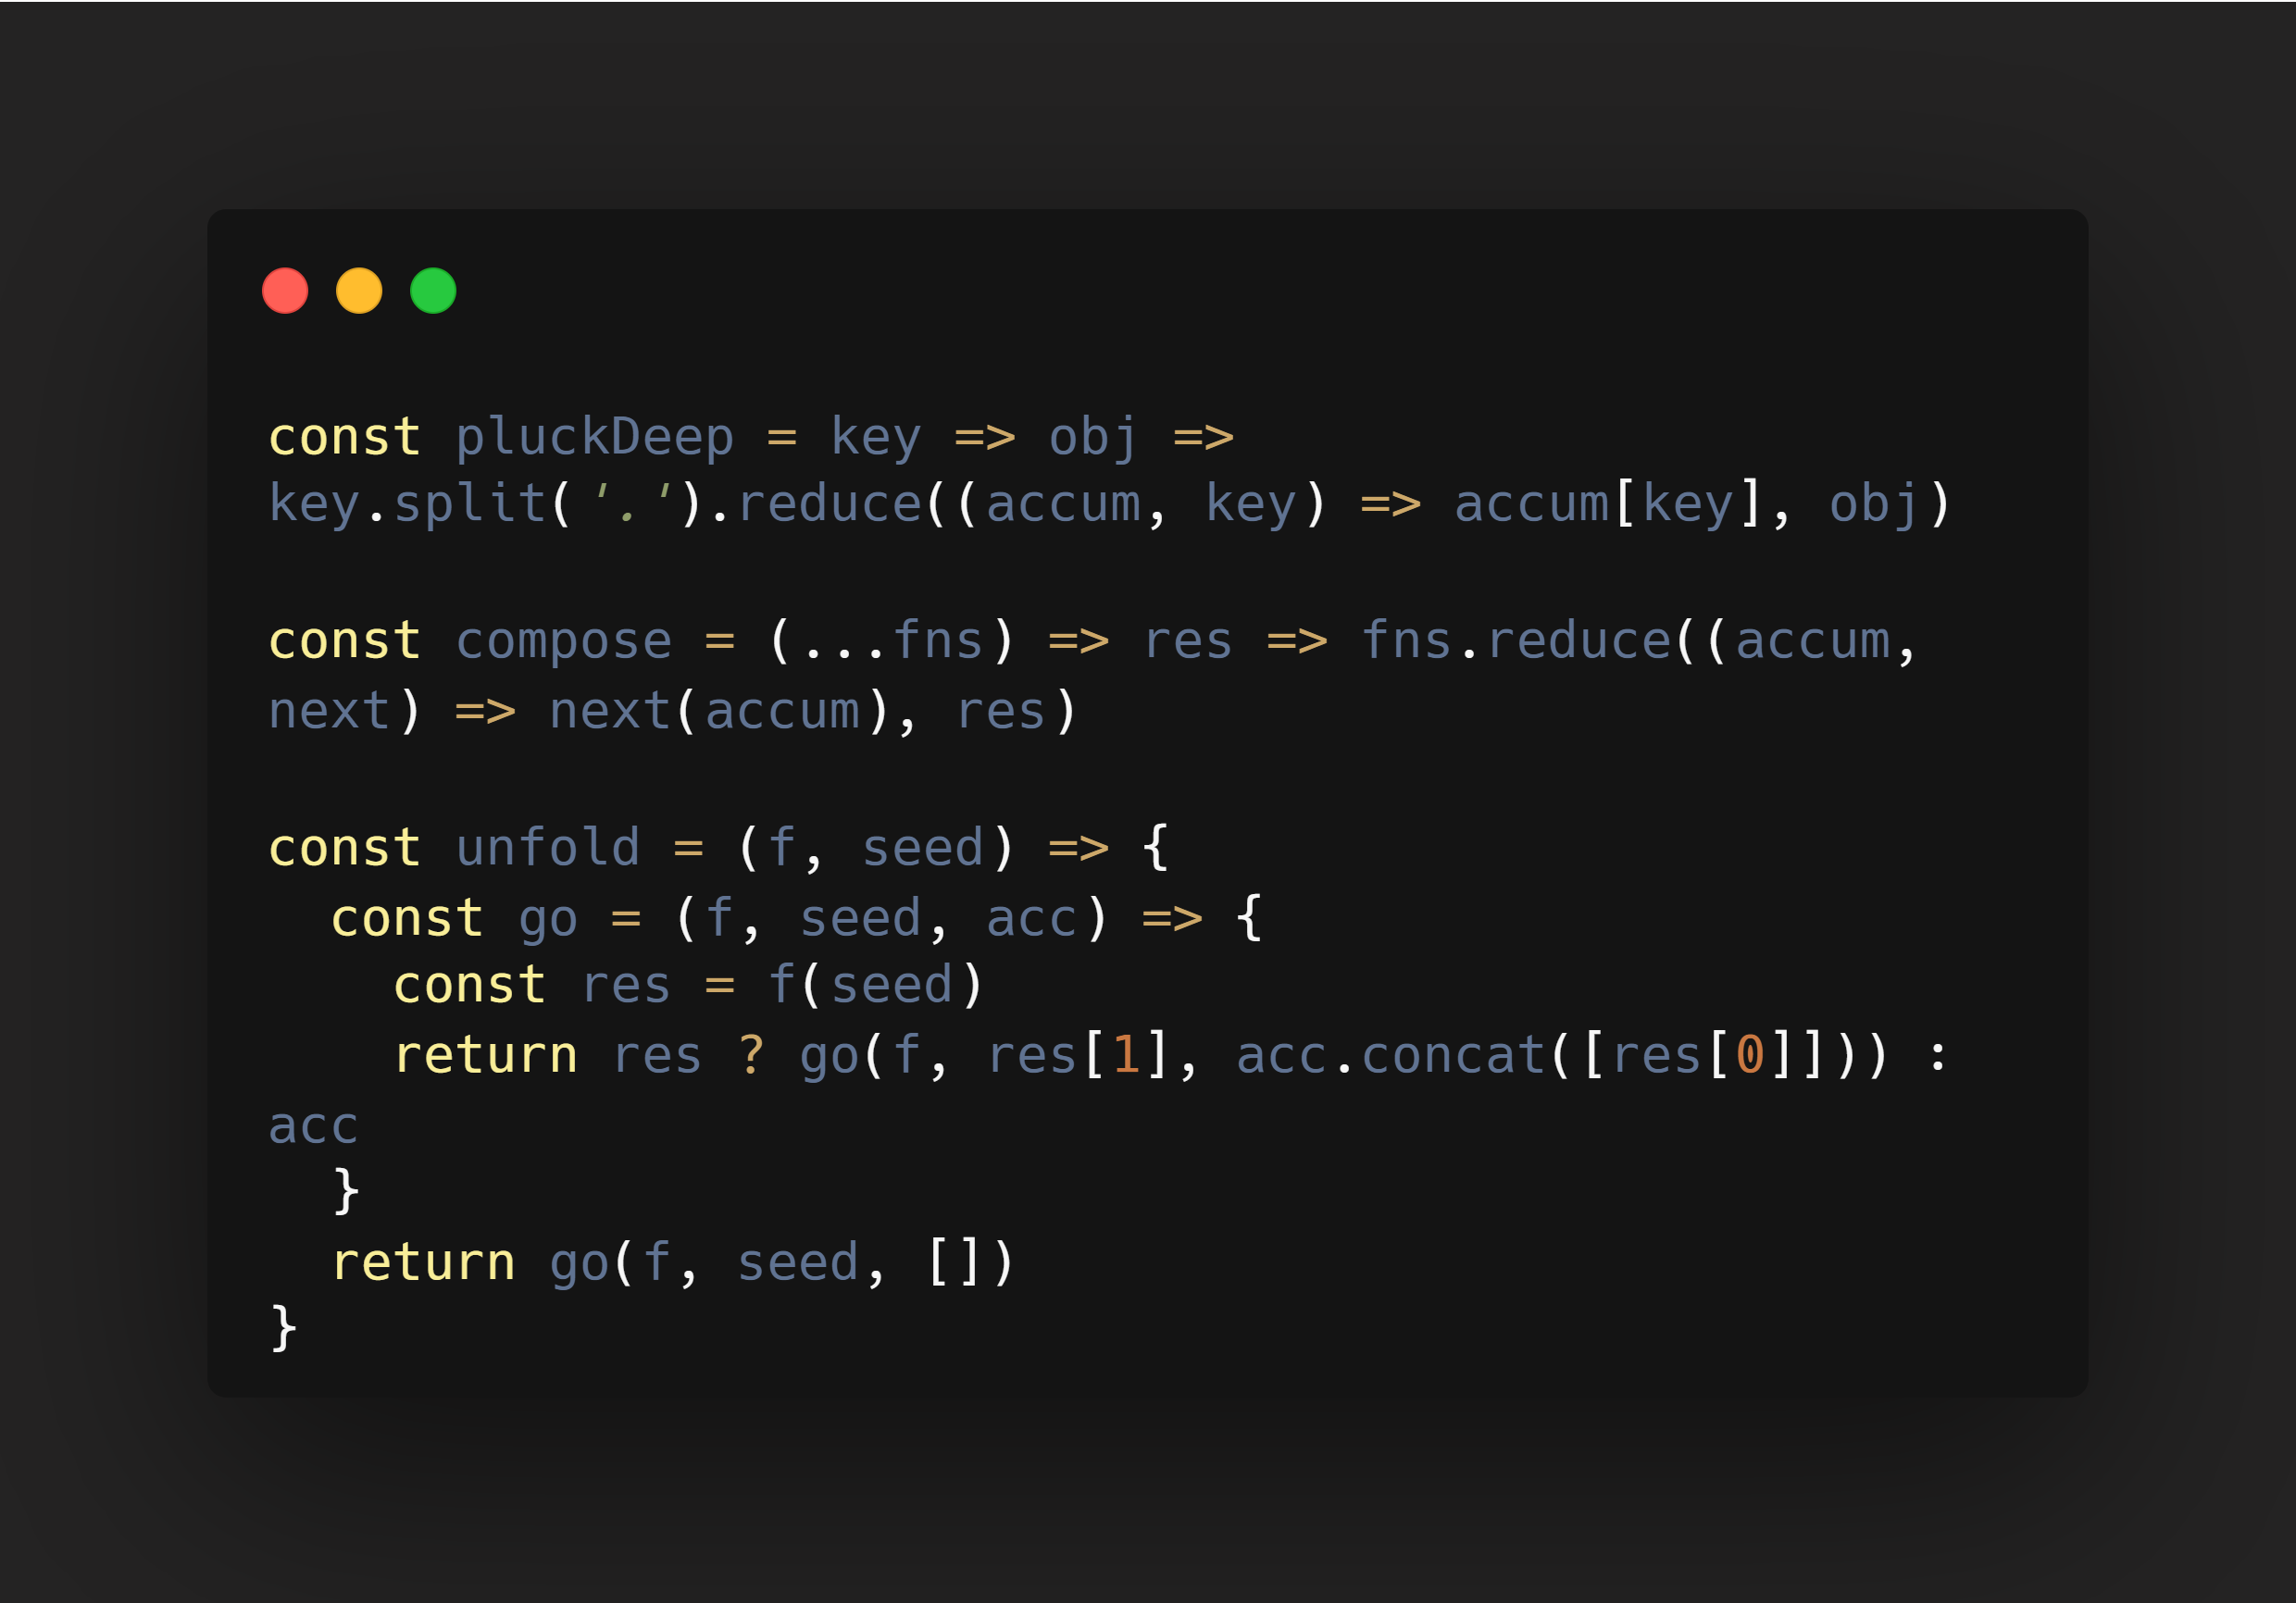 const pluckDeep = key => obj =>
key.split('.').reduce((accum, key) => accum[key], obj)
const compose = (...fns) => res => fns.reduce((accum,
next) => next(accum), res)
const unfold = (f, seed) => {
  const go = (f, seed, acc) => {
    const res = f(seed)
    return res ? go(f, res[1], acc.concat([res[0]])) :
acc
  }
  return go(f, seed, [])
}